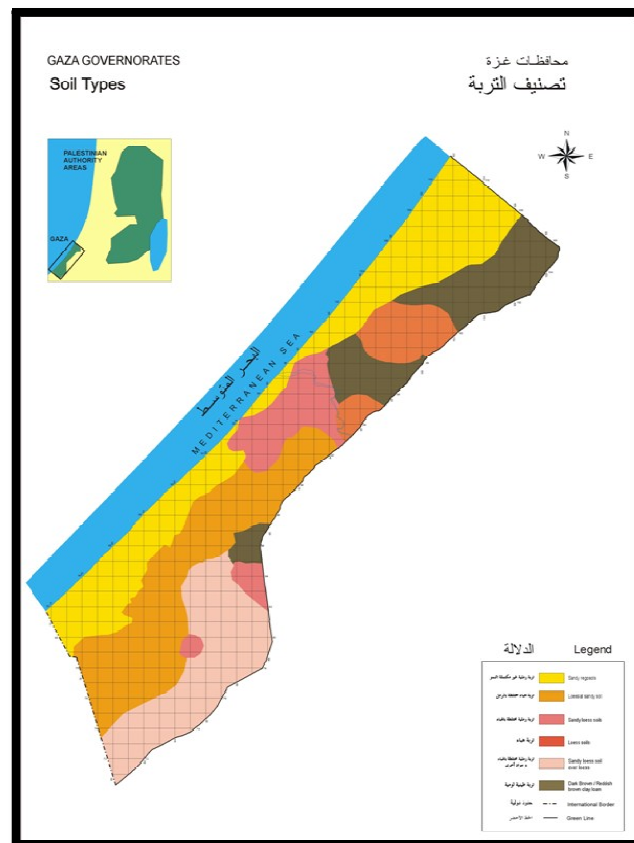 GAZA GOVERNORATES
Soil Types
محافظات غزة
تصنيف التربة
N
W
E
S
PALESTINIAN
AUTHORITY
AREAS
GAZA
البحر المتوسط
MEDITERRANEAN SEA
الدلالة
Legend
Sandy regosols
Loessial sandy soil
Sandy loess soils
Loess soils
Sandy loess soil
over loess
Dark Brown / Reddish
brown clay loam
حدود دولية
International Border
Green Line